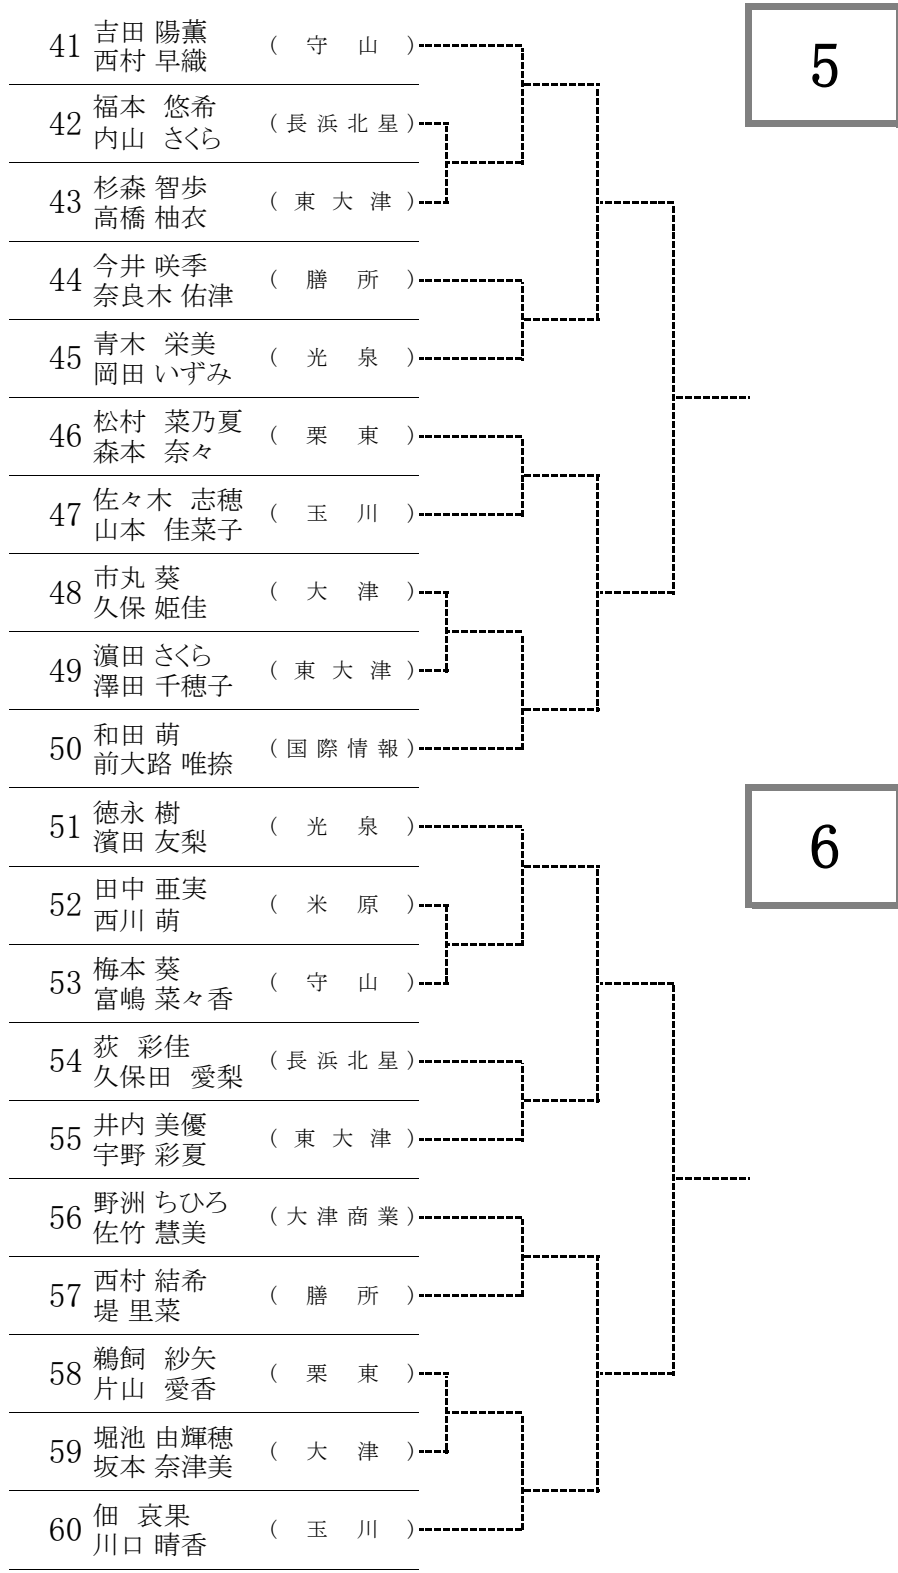 5
41 吉田 陽薫 ( 守 山 )
西村 早織
42 福本 悠希 ( 長 浜 北 星 )
内山 さくら
43 杉森 智歩 ( 東 大 津 )
高橋 柚衣
44 今井 咲季 ( 膳 所 )
奈良木 佑津
45 青木 栄美 ( 光 泉 )
岡田 いずみ
46 松村 菜乃夏 ( 栗 東 )
森本 奈々
47 佐々木 志穂 ( 玉 川 )
山本 佳菜子
48 市丸 葵 ( 大 津 )
久保 姫佳
49 濵田 さくら ( 東 大 津 )
澤田 千穂子
50 和田 萌 ( 国 際 情 報 )
前大路 唯捺
6
51 徳永 樹 ( 光 泉 )
濱田 友梨
52 田中 亜実 ( 米 原 )
西川 萌
53 梅本 葵 ( 守 山 )
富嶋 菜々香
54 荻 彩佳 ( 長 浜 北 星 )
久保田 愛梨
55 井内 美優 ( 東 大 津 )
宇野 彩夏
56 野洲 ちひろ ( 大 津 商 業 )
佐竹 慧美
57 西村 結希 ( 膳 所 )
堤 里菜
58 鵜飼 紗矢 ( 栗 東 )
片山 愛香
59 堀池 由輝穂 ( 大 津 )
坂本 奈津美
60 佃 哀果 ( 玉 川 )
川口 晴香